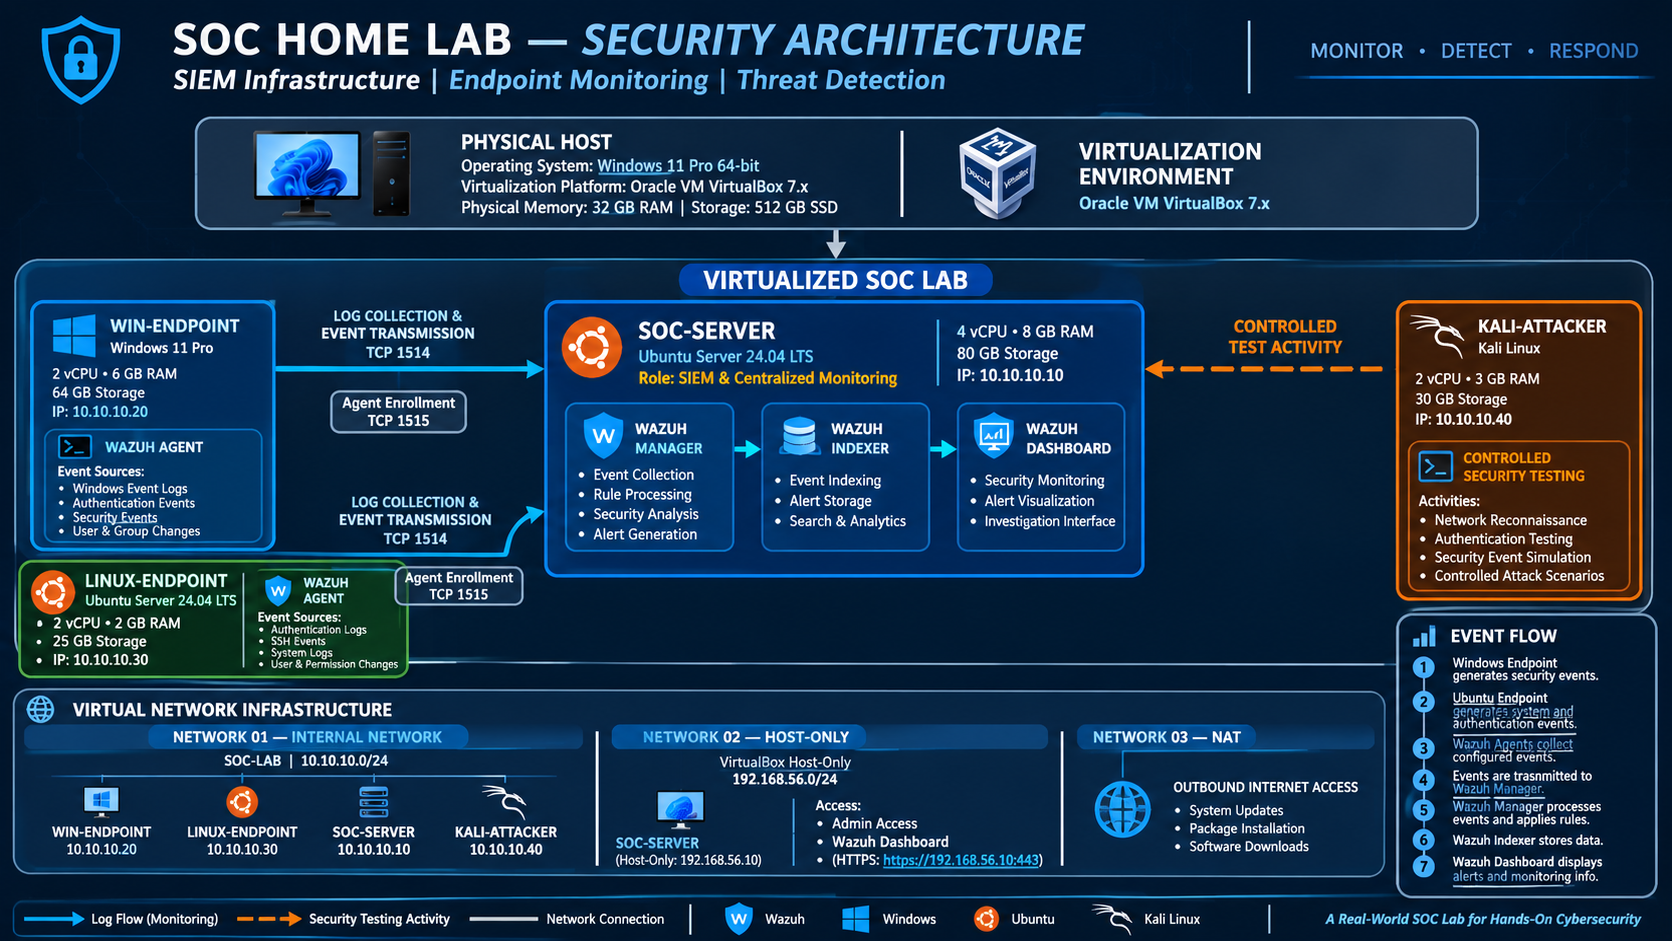 SOC HOME LAB — SECURITY ARCHITECTURE
SIEM Infrastructure | Endpoint Monitoring | Threat Detection
MONITOR • DETECT • RESPOND
PHYSICAL HOST
Operating System: Windows 11 Pro 64-bit
Virtualization Platform: Oracle VM VirtualBox 7.x
Physical Memory: 32 GB RAM | Storage: 512 GB SSD
ORACLE
VirtualBox
VIRTUALIZATION
ENVIRONMENT
Oracle VM VirtualBox 7.x
VIRTUALIZED SOC LAB
WIN-ENDPOINT
Windows 11 Pro
2 vCPU • 6 GB RAM
64 GB Storage
IP: 10.10.10.20
WAZUH AGENT
Event Sources:
• Windows Event Logs
• Authentication Events
• Security Events
• User & Group Changes
LOG COLLECTION &
EVENT TRANSMISSION
TCP 1514
Agent Enrollment
TCP 1515
LOG COLLECTION &
EVENT TRANSMISSION
TCP 1514
Agent Enrollment
TCP 1515
LINUX-ENDPOINT
Ubuntu Server 24.04 LTS
• 2 vCPU • 2 GB RAM
• 25 GB Storage
• IP: 10.10.10.30
W
WAZUH
AGENT
Event Sources:
• Authentication Logs
• SSH Events
• System Logs
• User & Permission Changes
SOC-SERVER
Ubuntu Server 24.04 LTS
Role: SIEM & Centralized Monitoring
4 vCPU • 8 GB RAM
80 GB Storage
IP: 10.10.10.10
W
WAZUH
MANAGER
• Event Collection
• Rule Processing
• Security Analysis
• Alert Generation
WAZUH
INDEXER
• Event Indexing
• Alert Storage
• Search & Analytics
WAZUH
DASHBOARD
• Security Monitoring
• Alert Visualization
• Investigation Interface
CONTROLLED
TEST ACTIVITY
KALI-ATTACKER
Kali Linux
2 vCPU • 3 GB RAM
30 GB Storage
IP: 10.10.10.40
CONTROLLED
SECURITY TESTING
Activities:
• Network Reconnaissance
• Authentication Testing
• Security Event Simulation
• Controlled Attack Scenarios
EVENT FLOW
1 Windows Endpoint
generates security events.
2 Ubuntu Endpoint
generates system and
authentication events.
3 Wazuh Agents collect
configured events.
4 Events are trasnmitted to
Wazuh Manager.
5 Wazuh Manager processes
events and applies rules.
6 Wazuh Indexer stores data.
7 Wazuh Dashboard displays
alerts and monitoring info.
VIRTUAL NETWORK INFRASTRUCTURE
NETWORK 01 — INTERNAL NETWORK
SOC-LAB | 10.10.10.0/24
WIN-ENDPOINT
10.10.10.20
LINUX-ENDPOINT
10.10.10.30
SOC-SERVER
10.10.10.10
KALI-ATTACKER
10.10.10.40
NETWORK 02 — HOST-ONLY
VirtualBox Host-Only
192.168.56.0/24
SOC-SERVER
(Host-Only: 192.168.56.10)
Access:
• Admin Access
• Wazuh Dashboard
• (HTTPS: https://192.168.56.10:443)
NETWORK 03 — NAT
OUTBOUND INTERNET ACCESS
• System Updates
• Package Installation
• Software Downloads
Log Flow (Monitoring)
Security Testing Activity
Network Connection
W Wazuh
Windows
Ubuntu
Kali Linux
A Real-World SOC Lab for Hands-On Cybersecurity